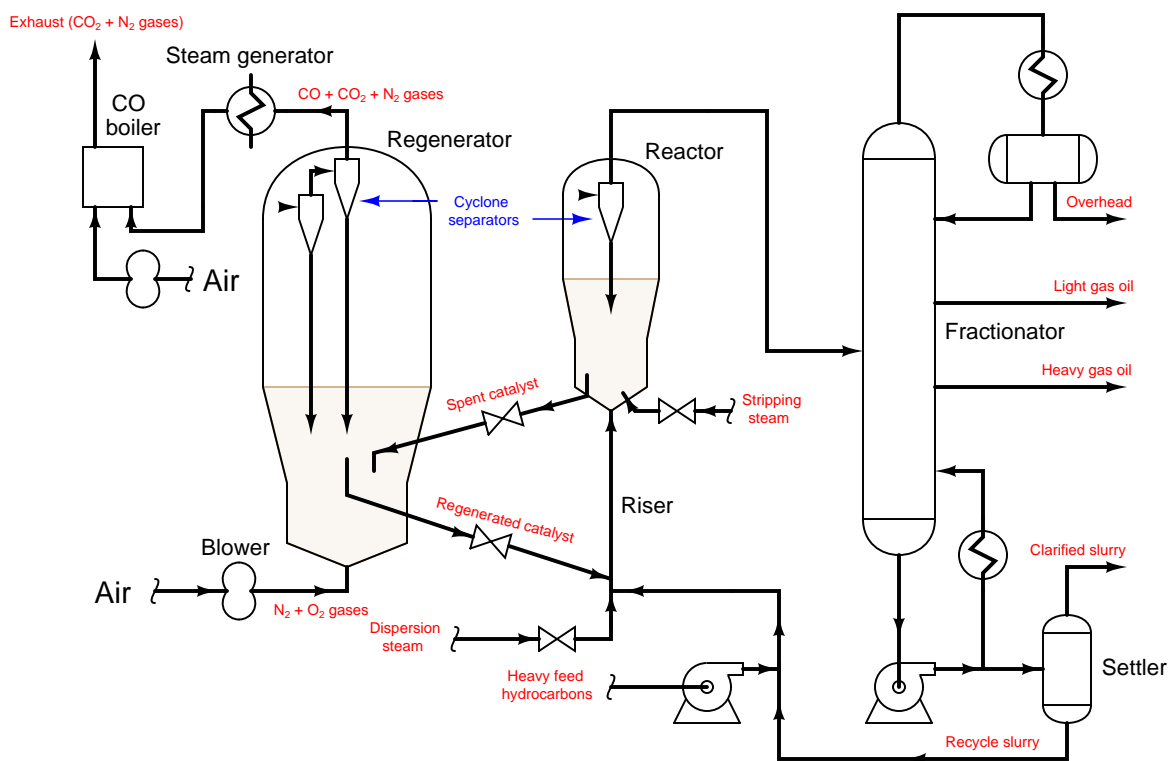 Exhaust (CO₂ + N₂ gases)
Steam generator
CO + CO₂ + N₂ gases
CO
boiler
Regenerator
Reactor
Cyclone
separators
Overhead
Air
Light gas oil
Fractionator
Heavy gas oil
Spent catalyst
Stripping
steam
Riser
Regenerated catalyst
Blower
Clarified slurry
Air
N₂ + O₂ gases
Dispersion
steam
Heavy feed
hydrocarbons
Settler
Recycle slurry